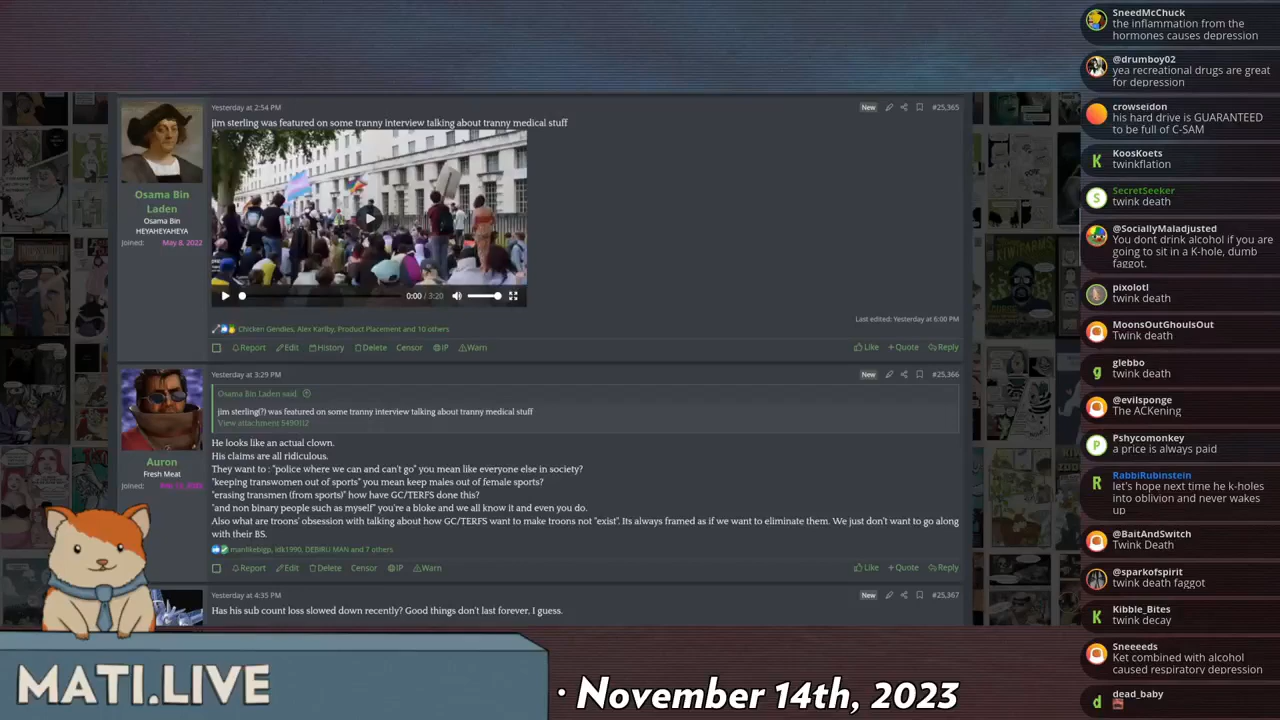 Yesterday at 2:54 PM
New
#25,365
jim sterling was featured on some tranny interview talking about tranny medical stuff
Osama Bin
Laden
Osama Bin
HEYAHEYAHEYA
Joined: May 8, 2022
0:00 / 3:20
Last edited: Yesterday at 6:00 PM
Chicken Gendies, Alex Karlby, Product Placement and 10 others
Report Edit History Delete Censor IP Warn
Like + Quote Reply
Yesterday at 3:29 PM
New
#25,366
Osama Bin Laden said:
jim sterling(?) was featured on some tranny interview talking about tranny medical stuff
View attachment 5490112
Auron
Fresh Meat
Joined:
He looks like an actual clown.
His claims are all ridiculous.
They want to : "police where we can and can't go" you mean like everyone else in society?
"keeping transwomen out of sports" you mean keep males out of female sports?
"erasing transmen (from sports)" how have GC/TERFS done this?
"and non binary people such as myself" you're a bloke and we all know it and even you do.
Also what are troons' obsession with talking about how GC/TERFS want to make troons not "exist". Its always framed as if we want to eliminate them. We just don't want to go along
with their BS.
manlikebigp, idk1990, DEBIRU MAN and 7 others
Report Edit Delete Censor IP Warn
Like + Quote Reply
Yesterday at 4:35 PM
New
#25,367
Has his sub count loss slowed down recently? Good things don't last forever, I guess.
MATI.LIVE
· November 14th, 2023
SneedMcChuck
the inflammation from the
hormones causes depression
@drumboy02
yea recreational drugs are great
for depression
crowseidon
his hard drive is GUARANTEED
to be full of C-SAM
K
KoosKoets
twinkflation
S
SecretSeeker
twink death
@SociallyMaladjusted
You dont drink alcohol if you are
going to sit in a K-hole, dumb
faggot.
pixolotl
twink death
MoonsOutGhoulsOut
Twink death
g
glebbo
twink death
@evilsponge
The ACKening
P
Pshycomonkey
a price is always paid
R
RabbiRubinstein
let's hope next time he k-holes
into oblivion and never wakes
up
@BaitAndSwitch
Twink Death
@sparkofspirit
twink death faggot
K
Kibble_Bites
twink decay
Sneeeeds
Ket combined with alcohol
caused respiratory depression
d
dead_baby